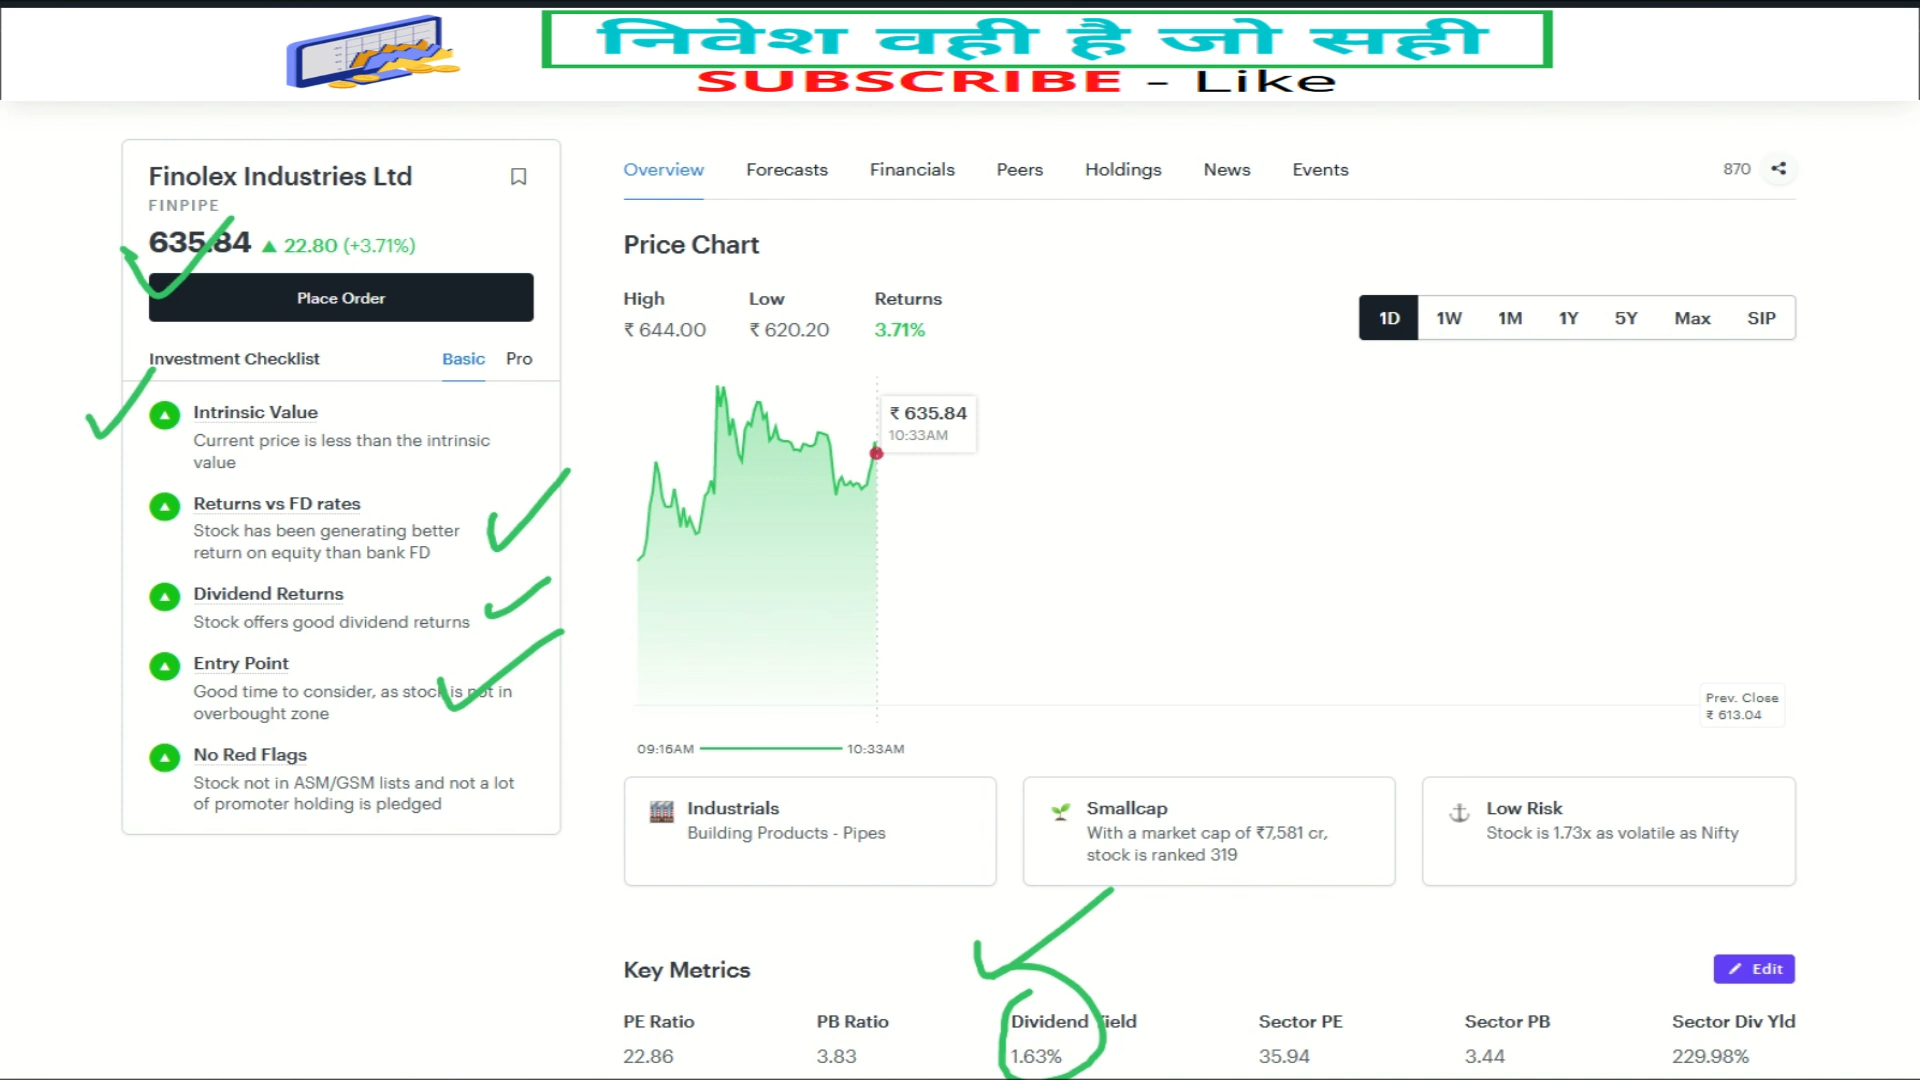 निवेश वही है जो सही
SUBSCRIBE - Like
Finolex Industries Ltd
FINPIPE
635.84 ▲ 22.80 (+3.71%)
Place Order
Investment Checklist Basic Pro
Intrinsic Value
Current price is less than the intrinsic
value
Returns vs FD rates
Stock has been generating better
return on equity than bank FD
Dividend Returns
Stock offers good dividend returns
Entry Point
Good time to consider, as stock is not in
overbought zone
No Red Flags
Stock not in ASM/GSM lists and not a lot
of promoter holding is pledged
Overview Forecasts Financials Peers Holdings News Events 870
Price Chart
High Low Returns
₹ 644.00 ₹ 620.20 3.71%
1D 1W 1M 1Y 5Y Max SIP
₹ 635.84
10:33AM
Prev. Close
₹ 613.04
09:16AM 10:33AM
Industrials
Building Products - Pipes
Smallcap
With a market cap of ₹7,581 cr,
stock is ranked 319
Low Risk
Stock is 1.73x as volatile as Nifty
Key Metrics Edit
PE Ratio PB Ratio Dividend Yield Sector PE Sector PB Sector Div Yld
22.86 3.83 1.63% 35.94 3.44 229.98%